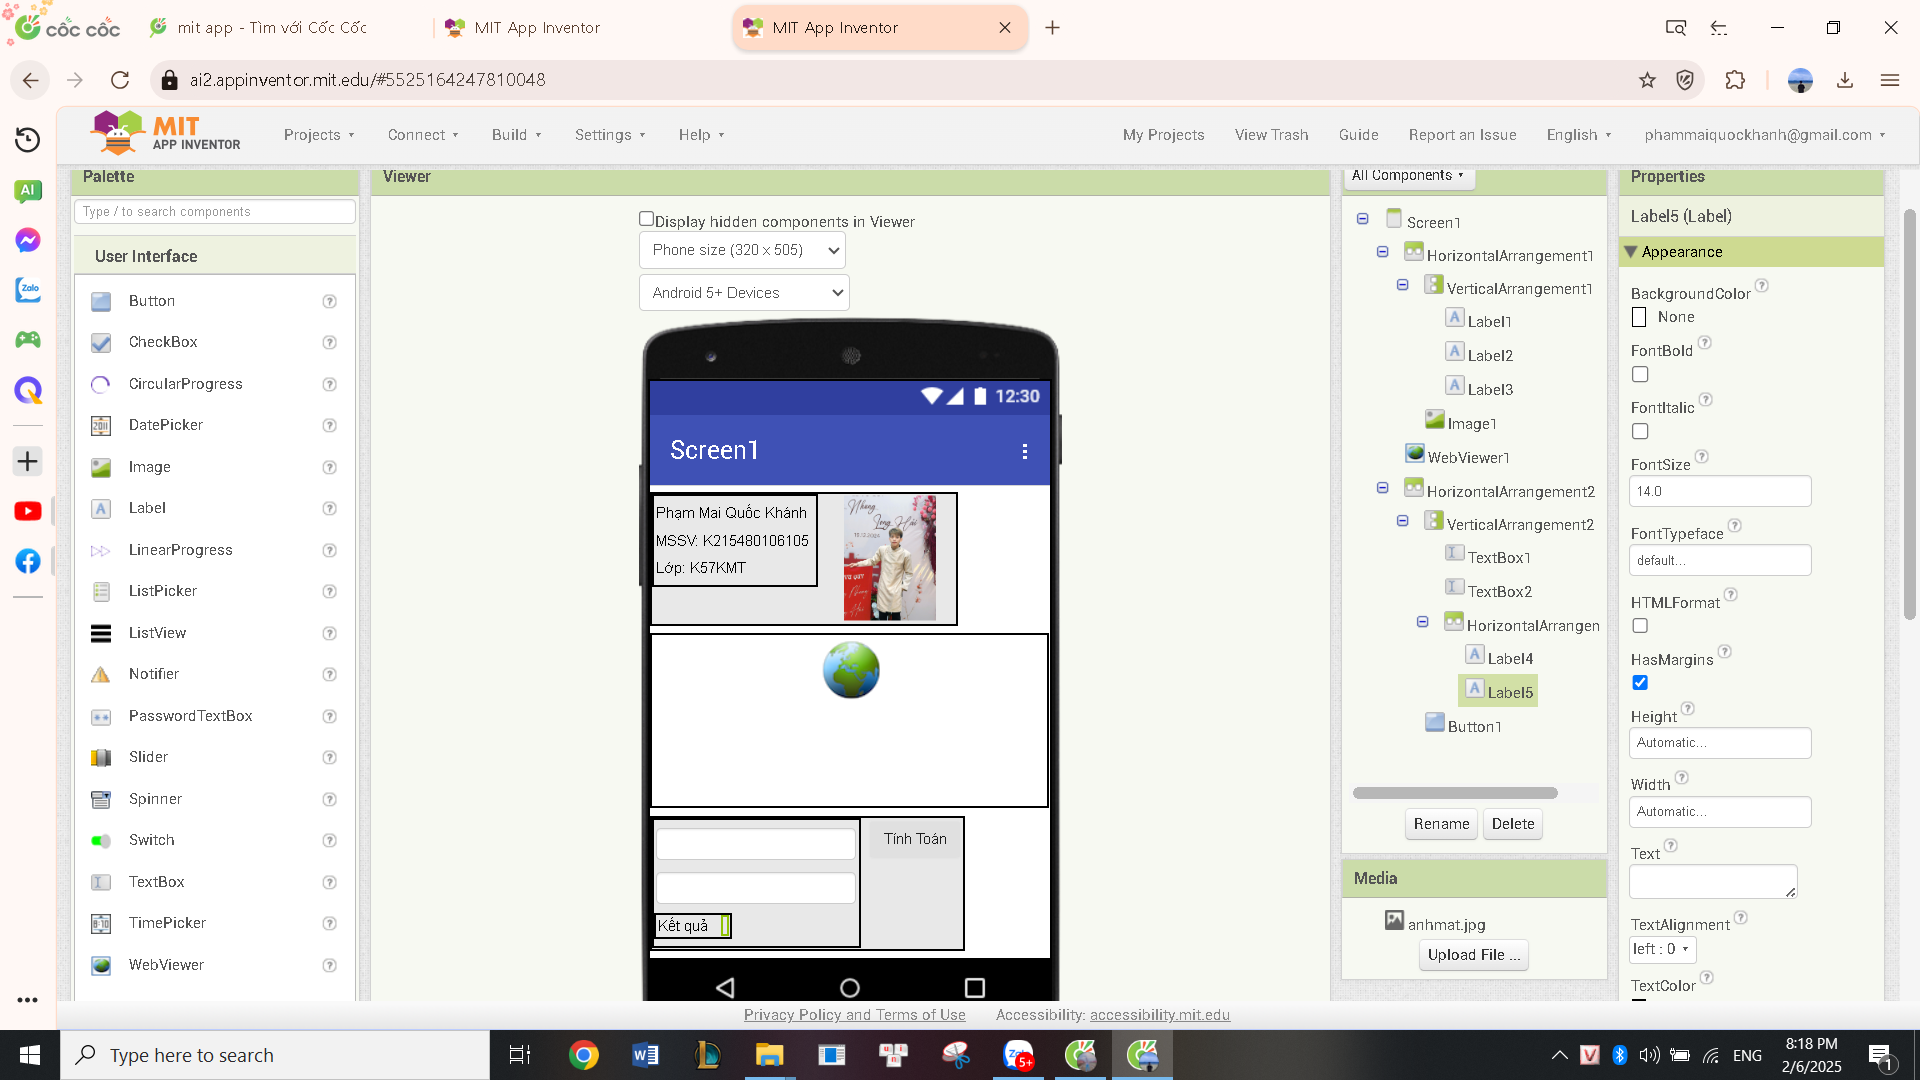 cốc cốc
mit app - Tìm với Cốc Cốc
MIT App Inventor
MIT App Inventor
ai2.appinventor.mit.edu/#5525164247810048
MIT
APP INVENTOR
Projects
Connect
Build
Settings
Help
My Projects
View Trash
Guide
Report an Issue
English
phammaiquockhanh@gmail.com
AI
Zalo
Palette
Type / to search components
User Interface
Button
CheckBox
CircularProgress
DatePicker
Image
Label
LinearProgress
ListPicker
ListView
Notifier
PasswordTextBox
Slider
Spinner
Switch
TextBox
TimePicker
WebViewer
Viewer
Display hidden components in Viewer
Phone size (320 x 505)
Android 5+ Devices
12:30
Screen1
Phạm Mai Quốc Khánh
MSSV: K215480106105
Lớp: K57KMT
Tính Toán
Kết quả
All Components
Screen1
HorizontalArrangement1
VerticalArrangement1
Label1
Label2
Label3
Image1
WebViewer1
HorizontalArrangement2
VerticalArrangement2
TextBox1
TextBox2
HorizontalArrangen
Label4
Label5
Button1
Rename
Delete
Media
anhmat.jpg
Upload File ...
Properties
Label5 (Label)
Appearance
BackgroundColor
None
FontBold
FontItalic
FontSize
14.0
FontTypeface
default...
HTMLFormat
HasMargins
Height
Automatic...
Width
Automatic...
Text
TextAlignment
left : 0
TextColor
Privacy Policy and Terms of Use
Accessibility: accessibility.mit.edu
Type here to search
5+
ENG
8:18 PM
2/6/2025
1